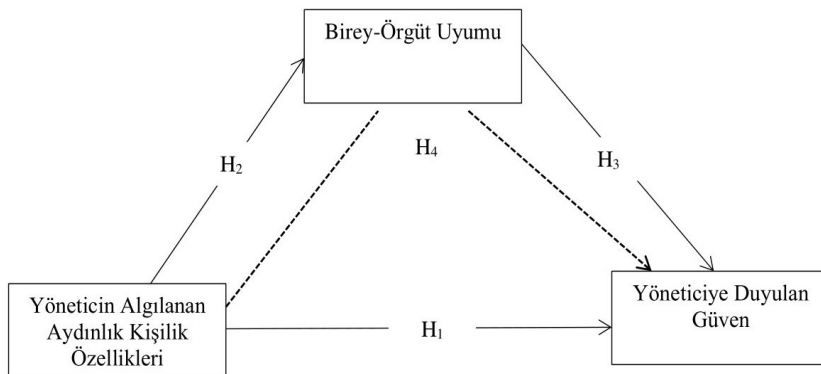 Birey-Örgüt Uyumu
H₂
H₄
H₃
Yöneticin Algılanan
Aydınlık Kişilik
Özellikleri
H₁
Yöneticiye Duyulan
Güven